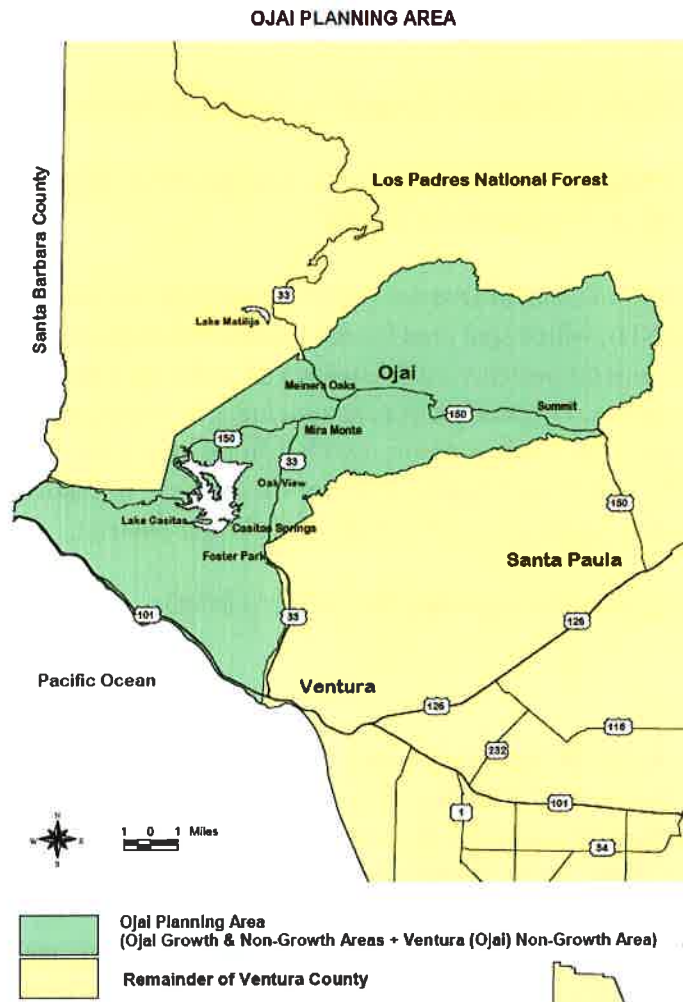 OJAI PLANNING AREA
Santa Barbara County
Los Padres National Forest
33
Lake Matilija
Meiners Oaks
Ojai
150
Summit
150
Mira Monte
33
Oak View
150
Lake Casitas
Casitas Springs
Foster Park
Santa Paula
101
33
126
Pacific Ocean
Ventura
126
118
232
101
1
34
N
W
E
S
1 0 1 Miles
Ojai Planning Area
(Ojai Growth & Non-Growth Areas + Ventura (Ojai) Non-Growth Area)
Remainder of Ventura County